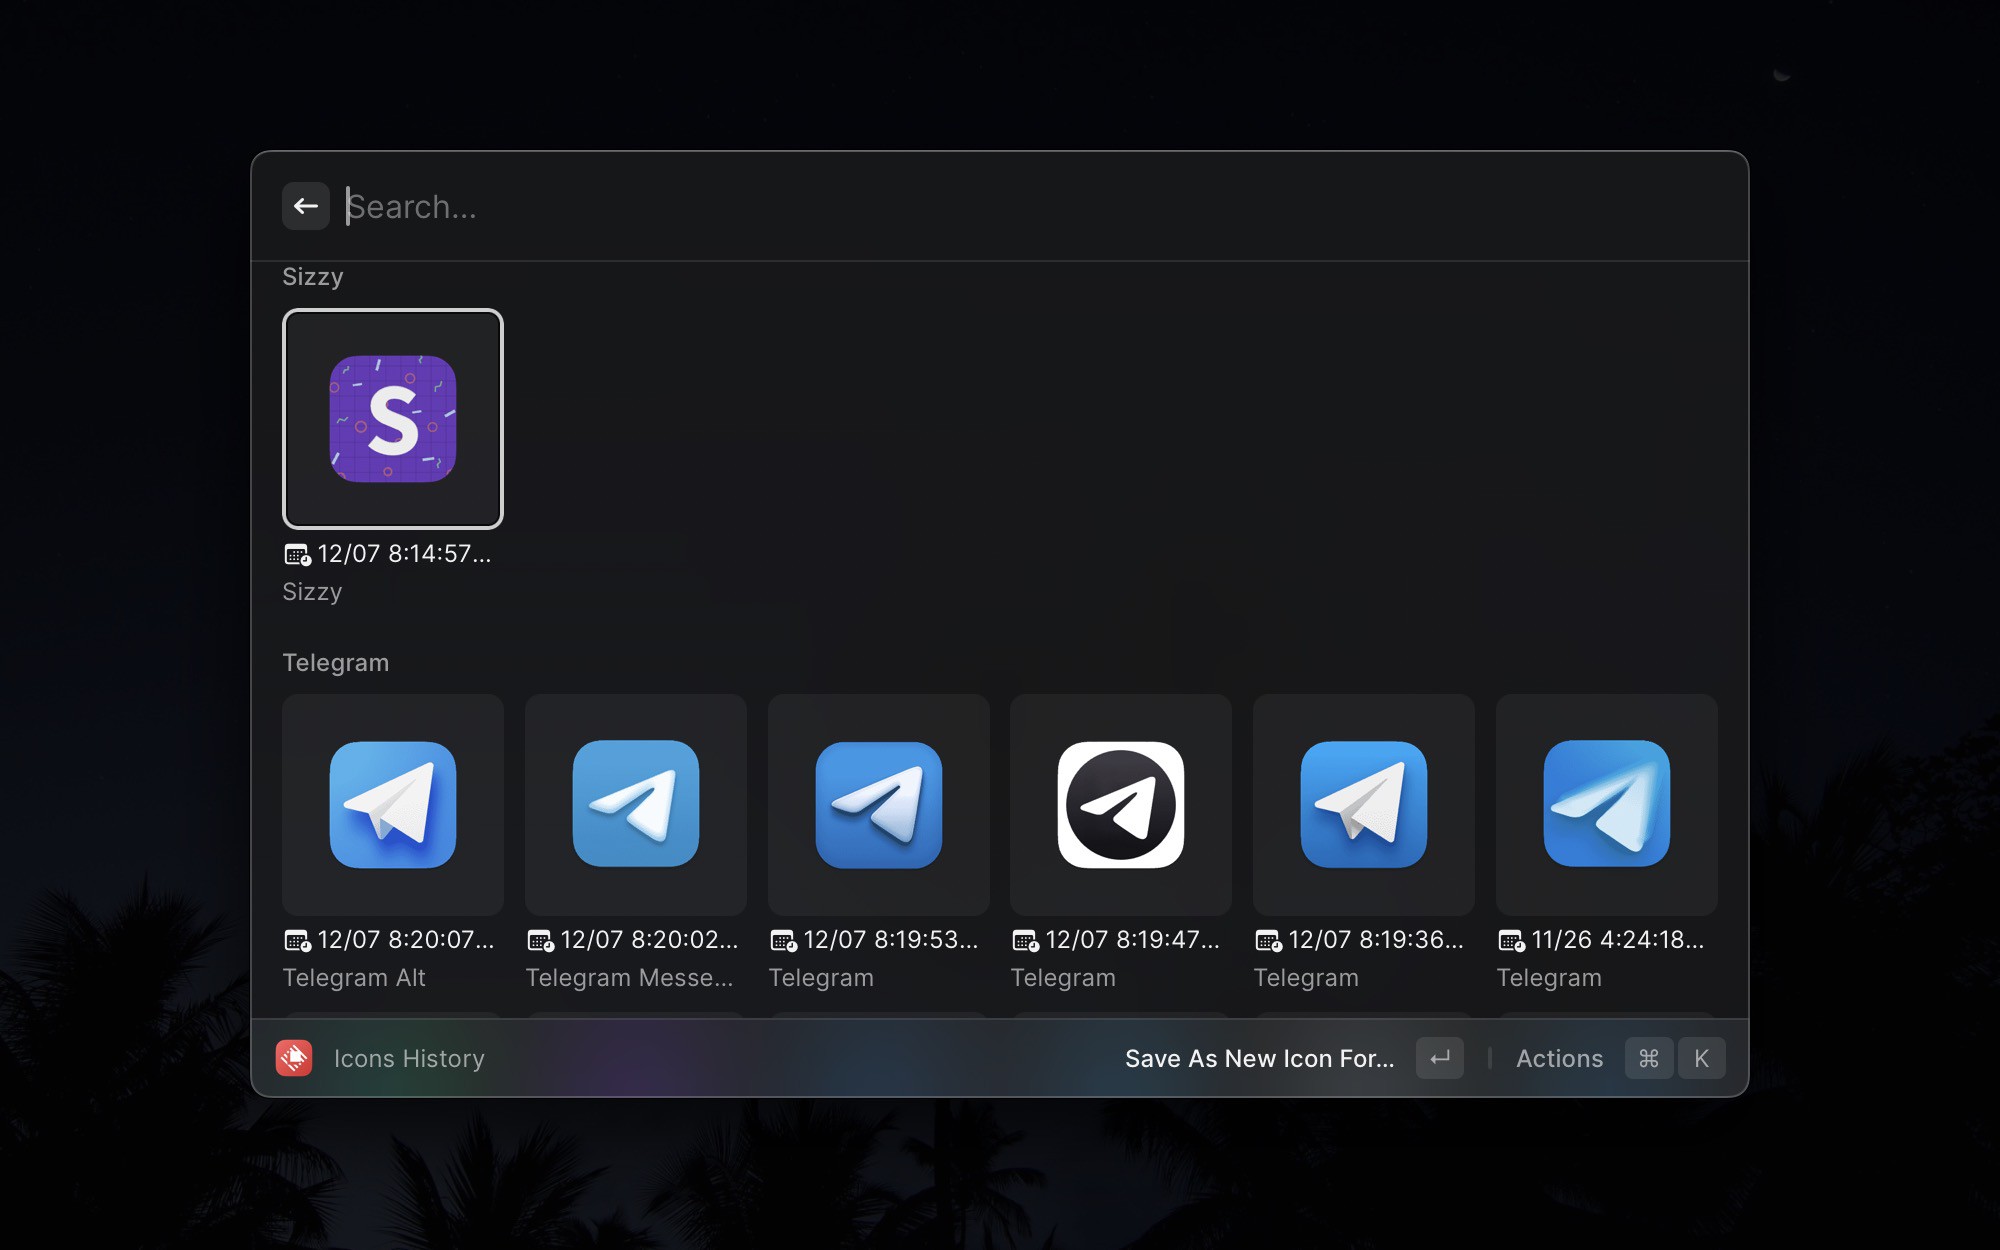 Search...
Sizzy
S
12/07 8:14:57...
Sizzy
Telegram
12/07 8:20:07...
Telegram Alt
12/07 8:20:02...
Telegram Messe...
12/07 8:19:53...
Telegram
12/07 8:19:47...
Telegram
12/07 8:19:36...
Telegram
11/26 4:24:18...
Telegram
Icons History
Save As New Icon For... ↵
Actions ⌘ K